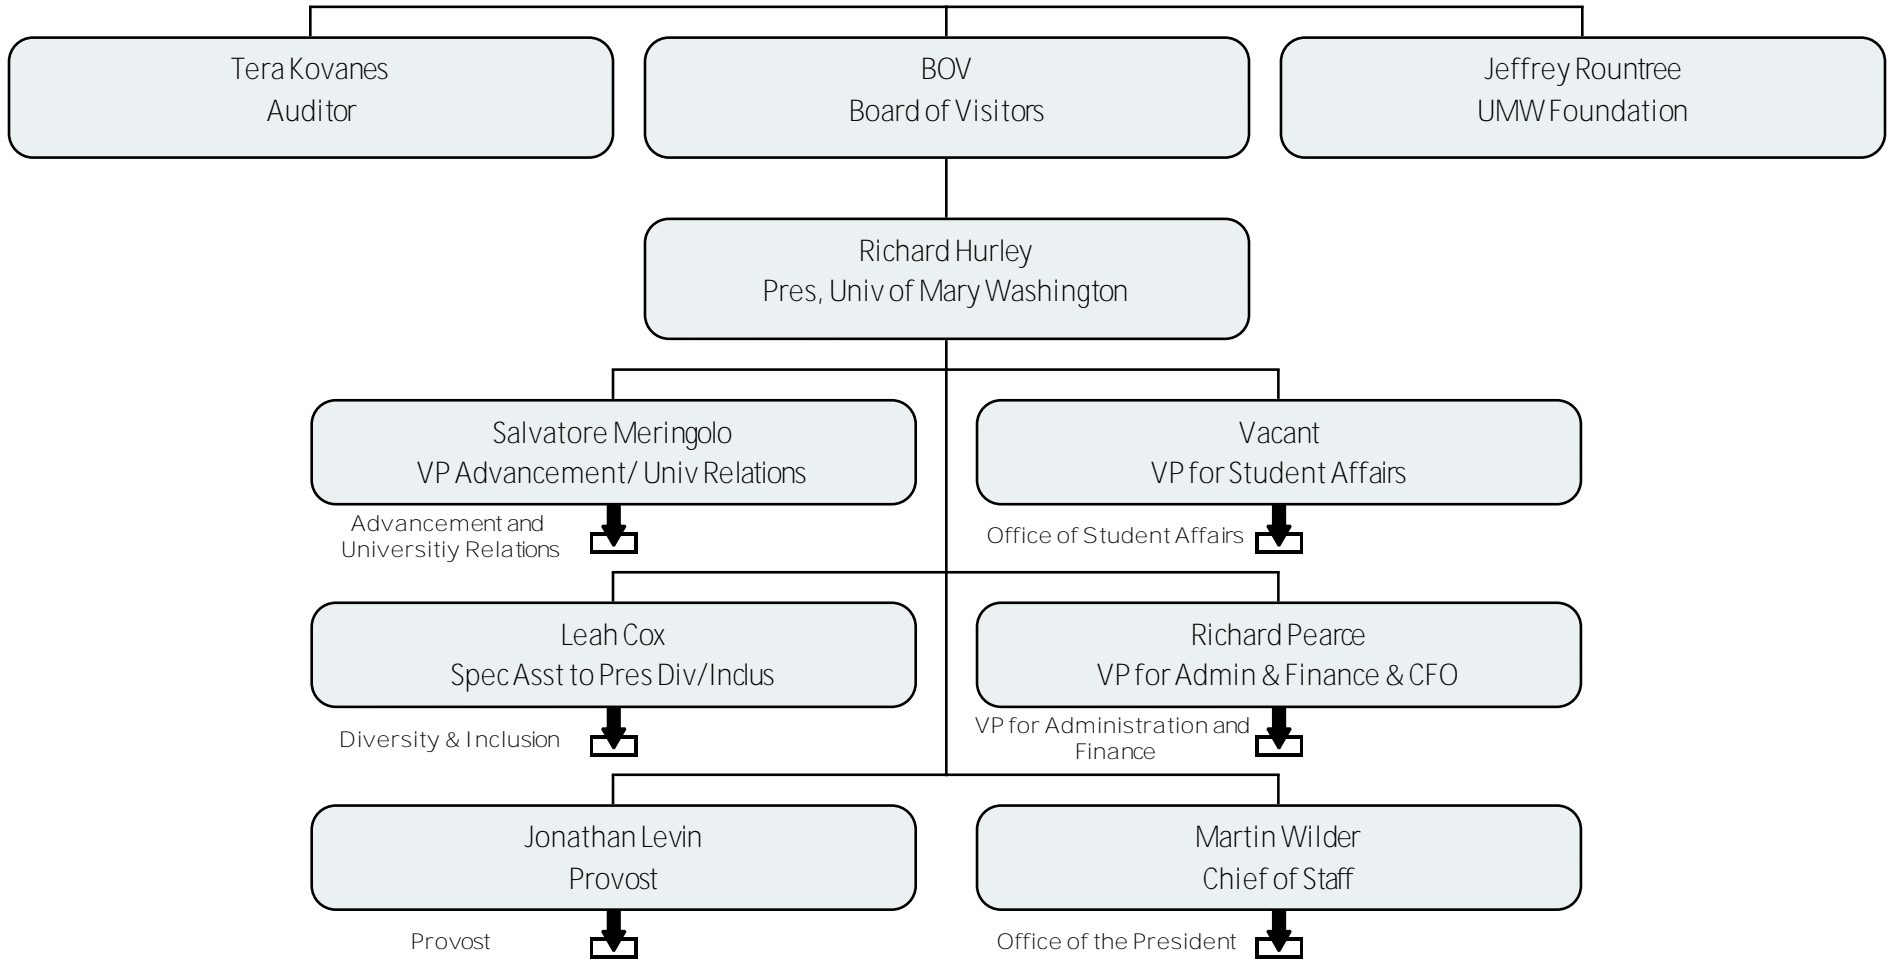 Tera Kovanes
Auditor
BOV
Board of Visitors
Jeffrey Rountree
UMW Foundation
Richard Hurley
Pres, Univ of Mary Washington
Salvatore Meringolo
VP Advancement/ Univ Relations
Vacant
VP for Student Affairs
Advancement and
Universitiy Relations
Office of Student Affairs
Leah Cox
Spec Asst to Pres Div/Inclus
Richard Pearce
VP for Admin & Finance & CFO
Diversity & Inclusion
VP for Administration and
Finance
Jonathan Levin
Provost
Martin Wilder
Chief of Staff
Provost
Office of the President